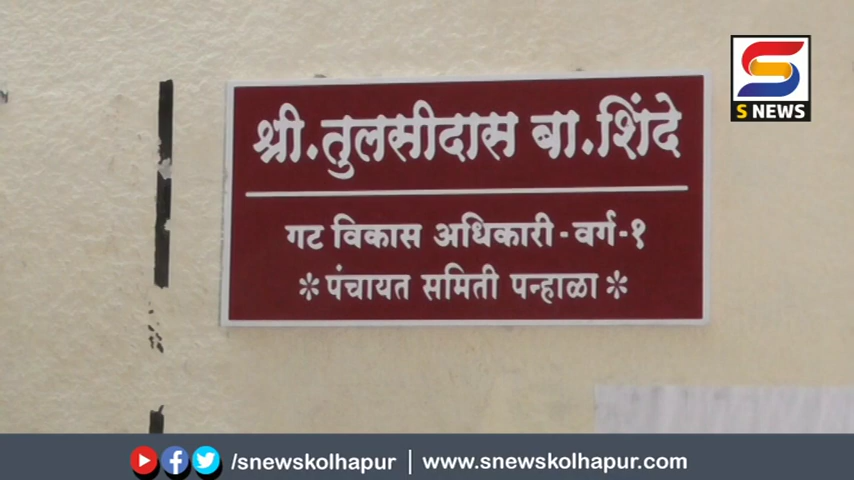 S NEWS
श्री.तुलसीदास बा.शिंदे
गट विकास अधिकारी - वर्ग - १
* पंचायत समिती पन्हाळा *
/snewskolhapur | www.snewskolhapur.com